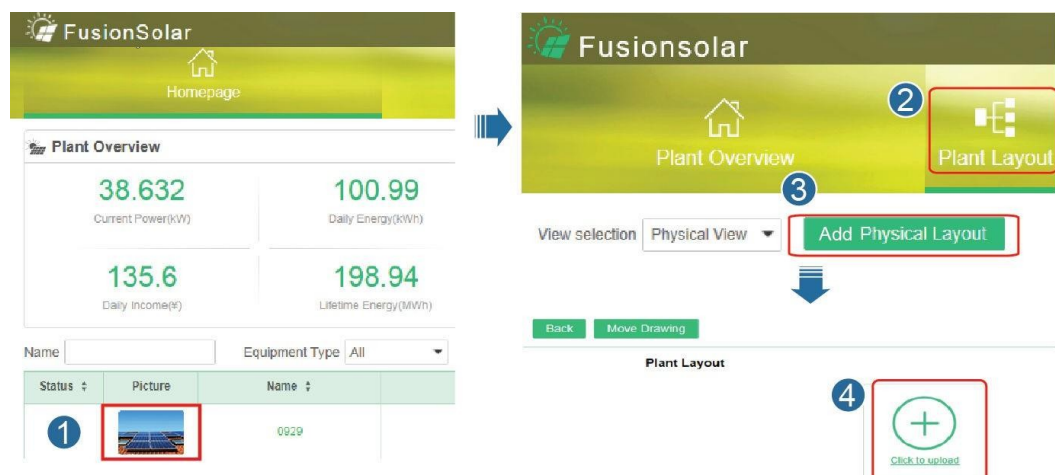 FusionSolar
Homepage
Plant Overview
38.632
Current Power(kW)
100.99
Daily Energy(kWh)
135.6
Daily Income(¥)
198.94
Lifetime Energy(MWh)
Name
Equipment Type All
Status Picture Name
1
0929
Fusionsolar
Plant Overview
2
Plant Layout
3
View selection Physical View Add Physical Layout
Back Move Drawing
Plant Layout
4
Click to upload